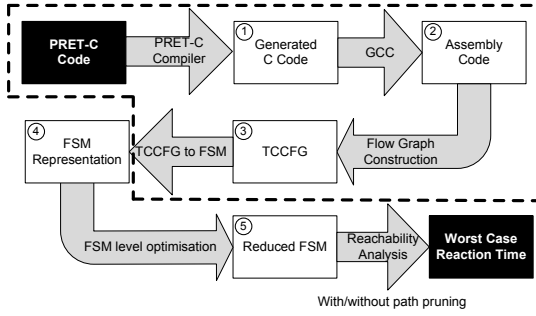 PRET-C
Code
PRET-C
Compiler
1
Generated
C Code
GCC
2
Assembly
Code
4
FSM
Representation
TCCFG to FSM
3
TCCFG
Flow Graph
Construction
FSM level optimisation
5
Reduced FSM
Reachability
Analysis
Worst Case
Reaction Time
With/without path pruning